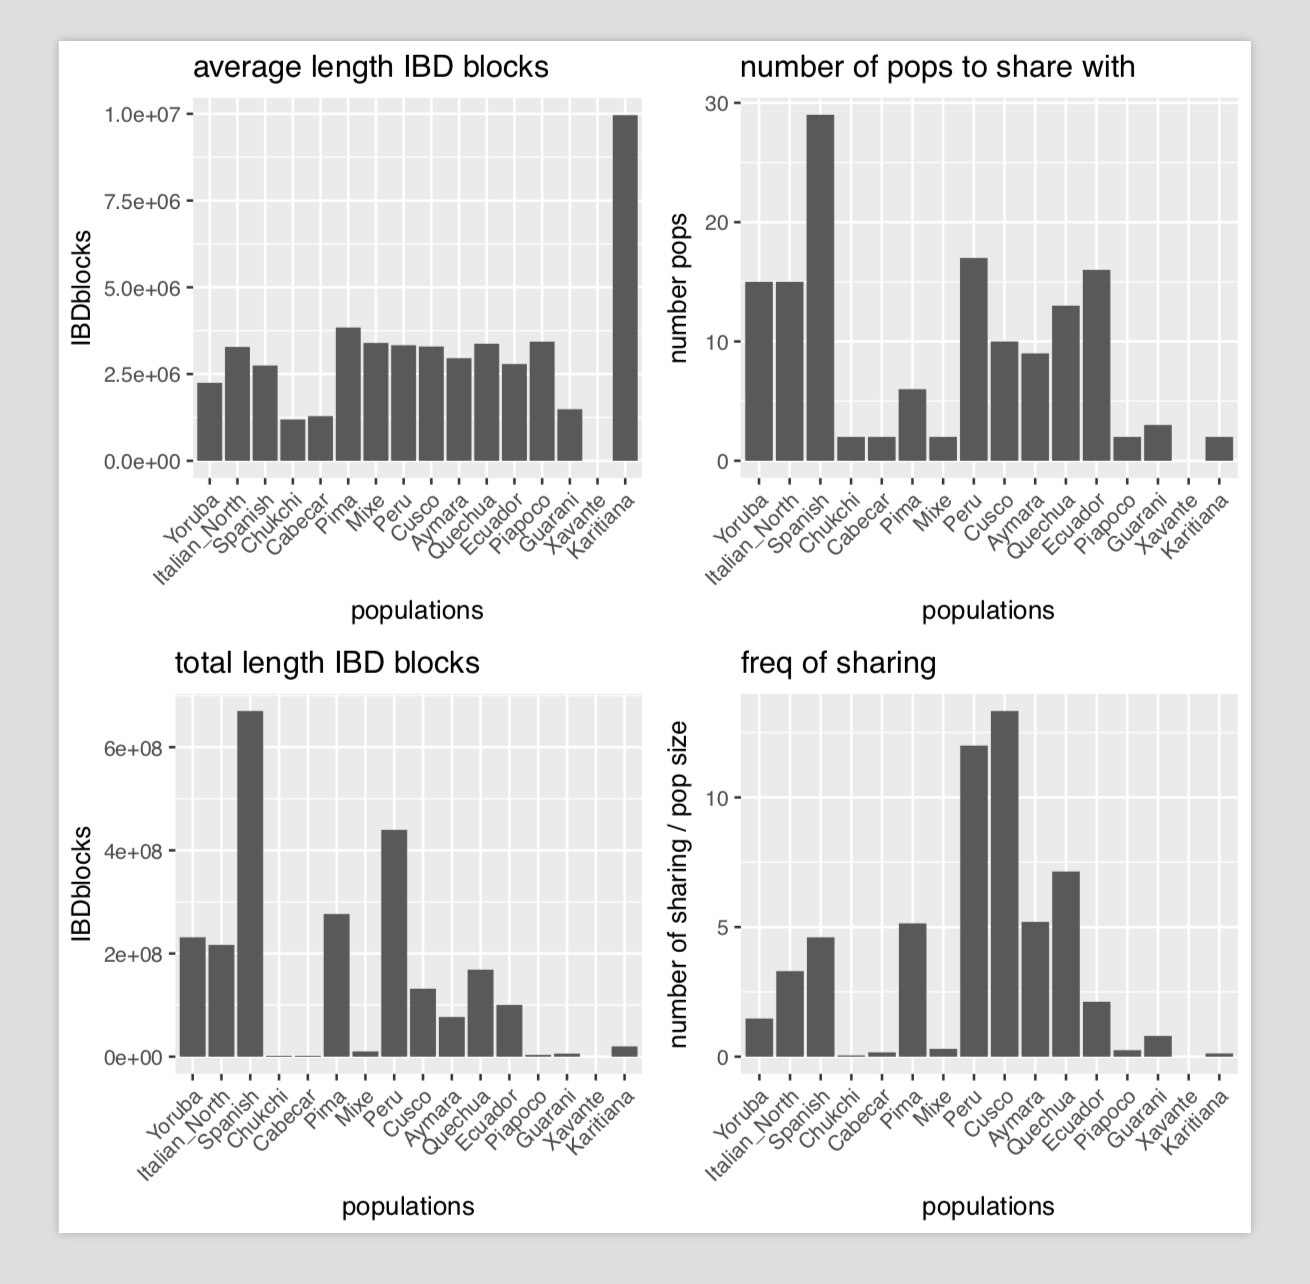 average length IBD blocks
IBDblocks
1.0e+07
7.5e+06
5.0e+06
2.5e+06
0.0e+00
Yoruba
Italian_North
Spanish
Chukchi
Cabecar
Pima
Mixe
Peru
Cusco
Aymara
Quechua
Ecuador
Piapoco
Guarani
Xavante
Karitiana
populations
number of pops to share with
number pops
30
20
10
0
Yoruba
Italian_North
Spanish
Chukchi
Cabecar
Pima
Mixe
Peru
Cusco
Aymara
Quechua
Ecuador
Piapoco
Guarani
Xavante
Karitiana
populations
total length IBD blocks
IBDblocks
6e+08
4e+08
2e+08
0e+00
Yoruba
Italian_North
Spanish
Chukchi
Cabecar
Pima
Mixe
Peru
Cusco
Aymara
Quechua
Ecuador
Piapoco
Guarani
Xavante
Karitiana
populations
freq of sharing
number of sharing / pop size
10
5
0
Yoruba
Italian_North
Spanish
Chukchi
Cabecar
Pima
Mixe
Peru
Cusco
Aymara
Quechua
Ecuador
Piapoco
Guarani
Xavante
Karitiana
populations